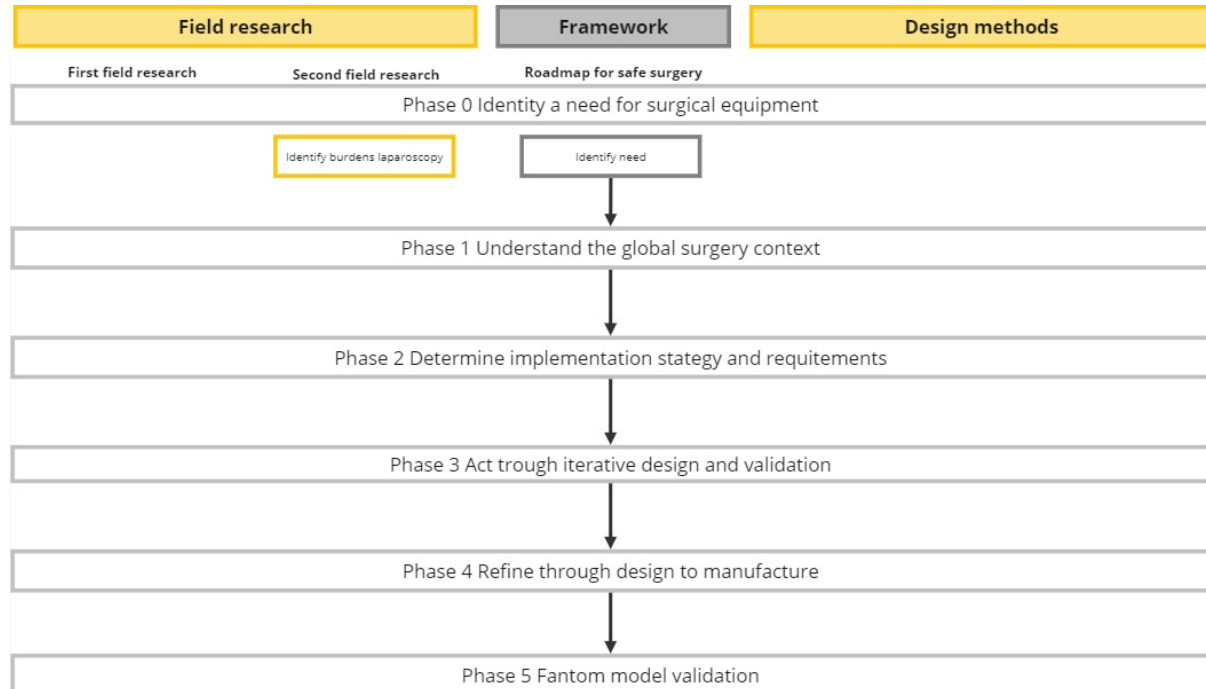 Field research
Framework
Design methods
First field research
Second field research
Roadmap for safe surgery
Phase 0 Identity a need for surgical equipment
Identify burdens laparoscopy
Identify need
Phase 1 Understand the global surgery context
Phase 2 Determine implementation stategy and requitements
Phase 3 Act trough iterative design and validation
Phase 4 Refine through design to manufacture
Phase 5 Fantom model validation